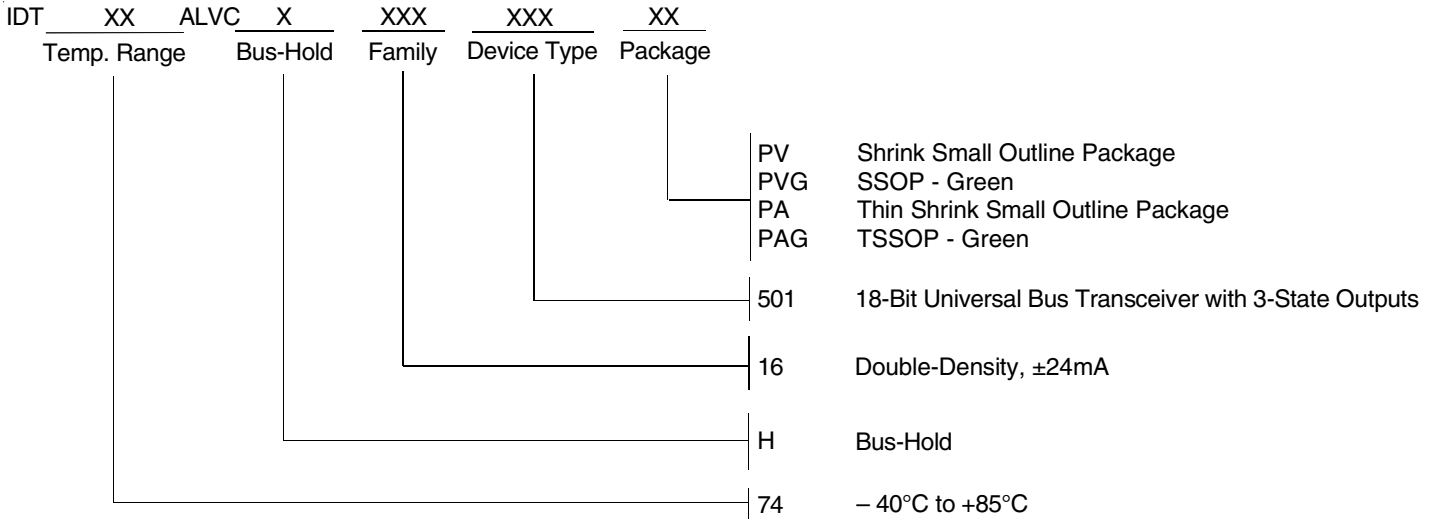 IDT XX ALVC X XXX XXX XX
Temp. Range Bus-Hold Family Device Type Package
PV Shrink Small Outline Package
PVG SSOP - Green
PA Thin Shrink Small Outline Package
PAG TSSOP - Green
501 18-Bit Universal Bus Transceiver with 3-State Outputs
16 Double-Density, ±24mA
H Bus-Hold
74 – 40°C to +85°C